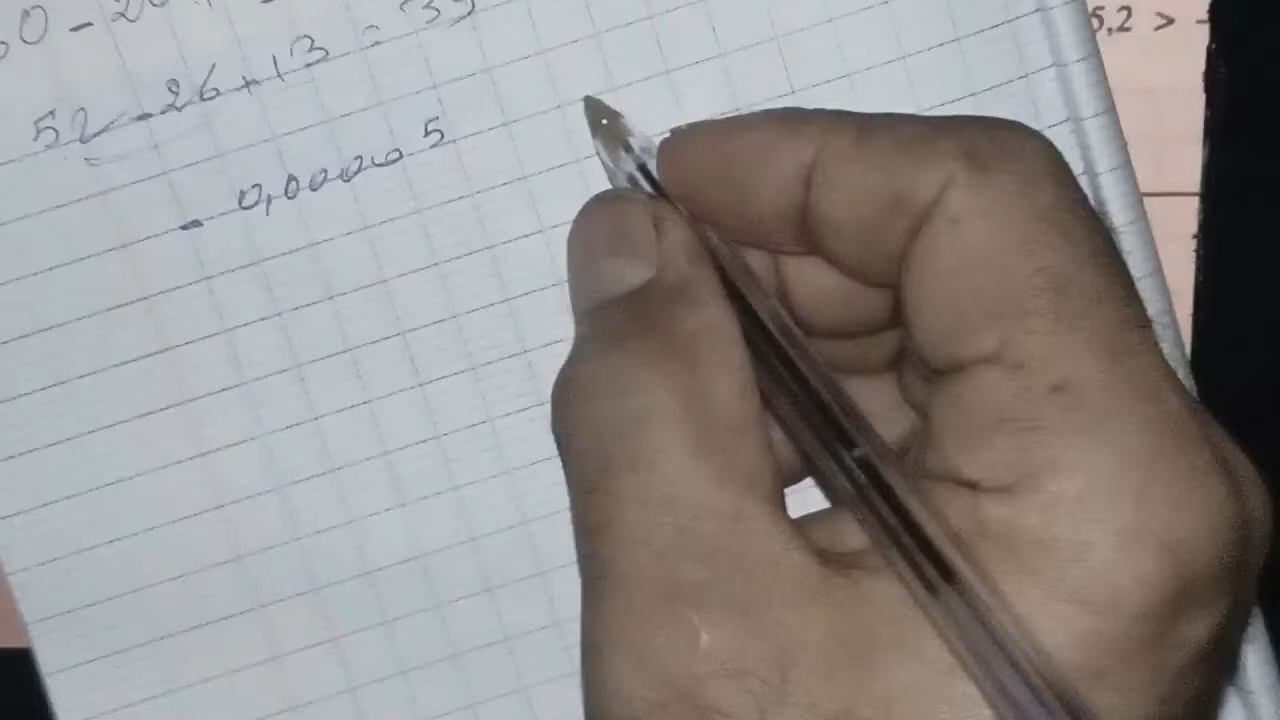 52 - 26 + 13 = 39
- 0,00005
5,2 >